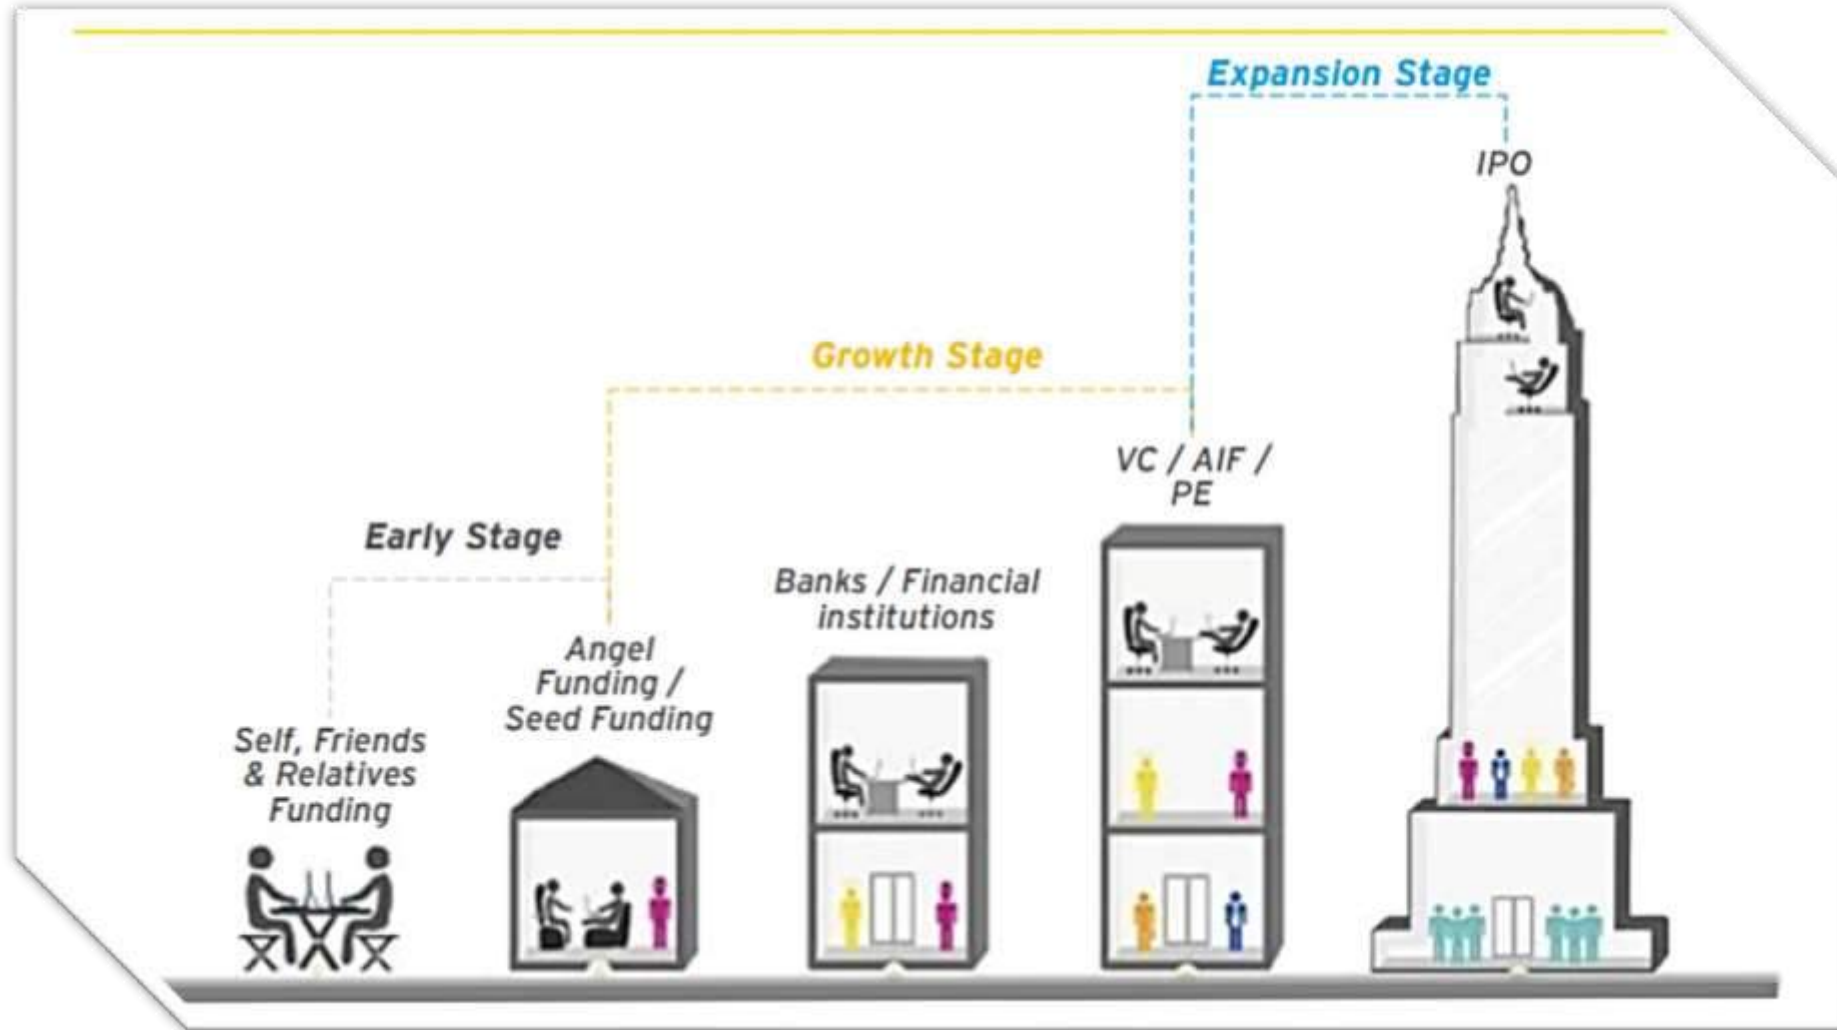 Expansion Stage
IPO
Growth Stage
VC / AIF /
PE
Early Stage
Banks / Financial
institutions
Angel
Funding /
Seed Funding
Self, Friends
& Relatives
Funding